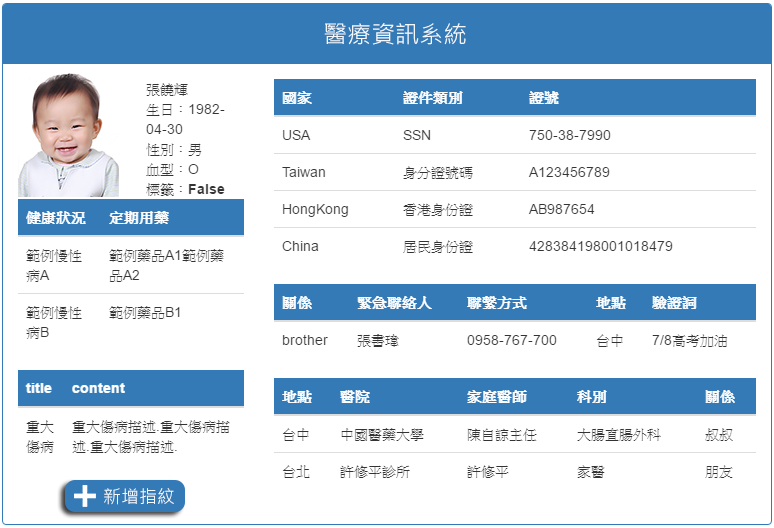 醫療資訊系統
張饒輝
生日：1982-
04-30
性別：男
血型：O
標籤：False
健康狀況 定期用藥
範例慢性 範例藥品A1範例藥
病A 品A2
範例慢性 範例藥品B1
病B
title content
重大 重大傷病描述.重大傷病描
傷病 述.重大傷病描述.
新增指紋
國家 證件類別 證號
USA SSN 750-38-7990
Taiwan 身分證號碼 A123456789
HongKong 香港身份證 AB987654
China 居民身份證 428384198001018479
關係 緊急聯絡人 聯繫方式 地點 驗證詞
brother 張書瑋 0958-767-700 台中 7/8高考加油
地點 醫院 家庭醫師 科別 關係
台中 中國醫藥大學 陳自諒主任 大腸直腸外科 叔叔
台北 許修平診所 許修平 家醫 朋友